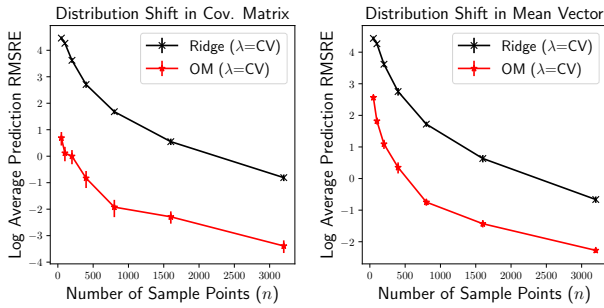 Distribution Shift in Cov. Matrix
Log Average Prediction RMSRE
4
3
2
1
0
−1
−2
−3
−4
Ridge (λ=CV)
OM (λ=CV)
0 500 1000 1500 2000 2500 3000
Number of Sample Points (n)
Distribution Shift in Mean Vector
Log Average Prediction RMSRE
4
3
2
1
0
−1
−2
Ridge (λ=CV)
OM (λ=CV)
0 500 1000 1500 2000 2500 3000
Number of Sample Points (n)